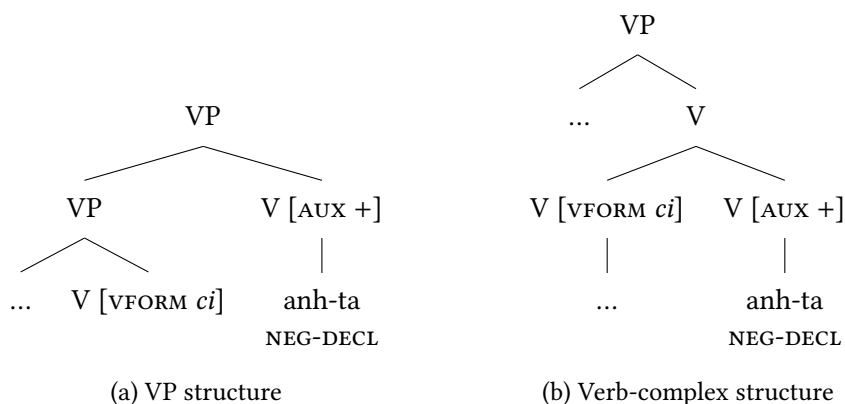 VP
VP
... V
VP V [AUX +]
V [VFORM ci] V [AUX +]
... V [VFORM ci] anh-ta
NEG-DECL
... anh-ta
NEG-DECL
(a) VP structure
(b) Verb-complex structure